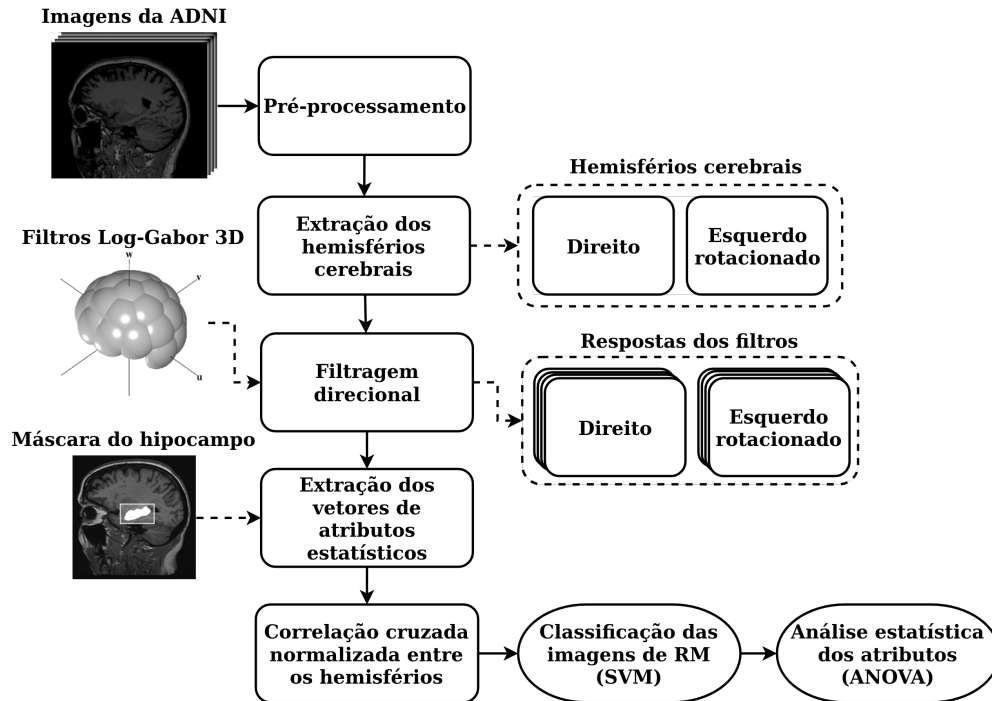 Imagens da ADNI
Pré-processamento
Hemisférios cerebrais
Extração dos
hemisférios
cerebrais
Direito
Esquerdo
rotacionado
Filtros Log-Gabor 3D
w
v
u
Filtragem
direcional
Respostas dos filtros
Direito
Esquerdo
rotacionado
Máscara do hipocampo
Extração dos
vetores de
atributos
estatísticos
Correlação cruzada
normalizada entre
os hemisférios
Classificação das
imagens de RM
(SVM)
Análise estatística
dos atributos
(ANOVA)